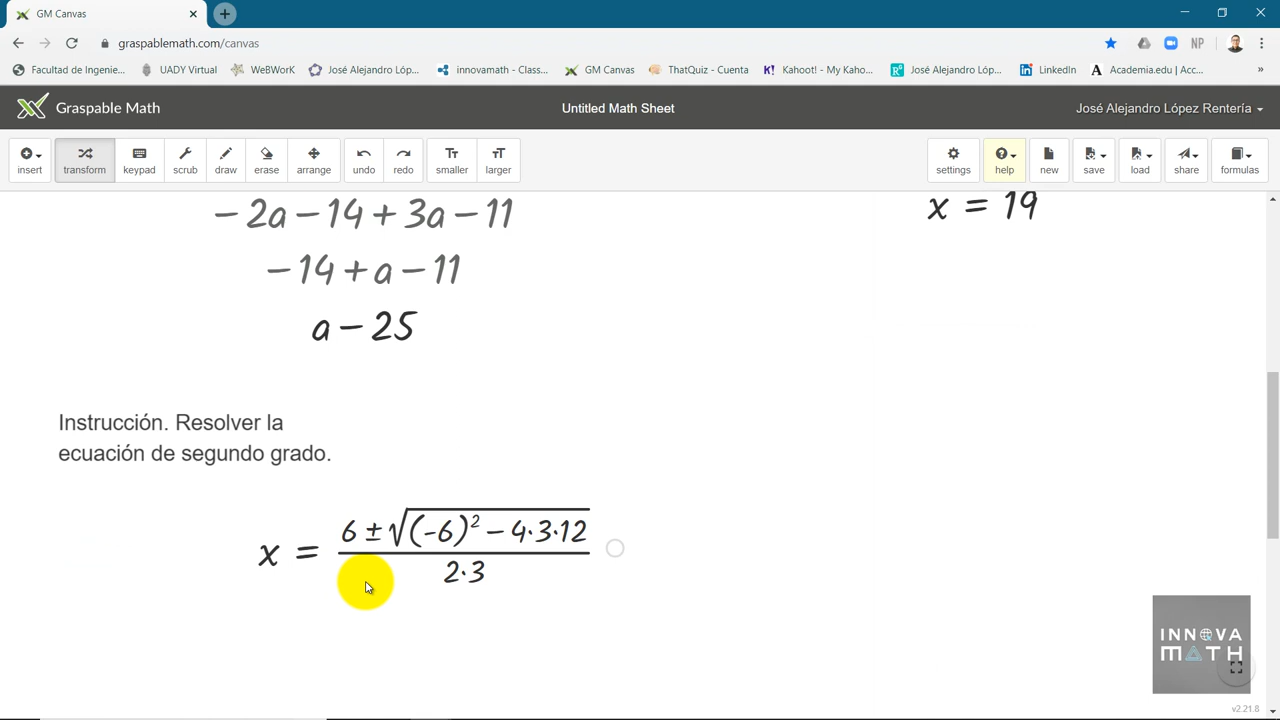 GM Canvas
graspablemath.com/canvas
NP
Facultad de Ingenie...
UADY Virtual
WeBWorK
José Alejandro Lóp...
innovamath - Class...
GM Canvas
ThatQuiz - Cuenta
K! Kahoot! - My Kaho...
José Alejandro Lóp...
LinkedIn
Academia.edu | Acc...
»
Graspable Math
Untitled Math Sheet
José Alejandro López Rentería
insert
transform
keypad
scrub
draw
erase
arrange
undo
redo
smaller
larger
settings
help
new
save
load
share
formulas
−2a−14+3a−11
x = 19
−14+a−11
a−25
Instrucción. Resolver la
ecuación de segundo grado.
x = (6±√((-6)²−4·3·12))/(2·3)
INNOVA
MATH
v2.21.8